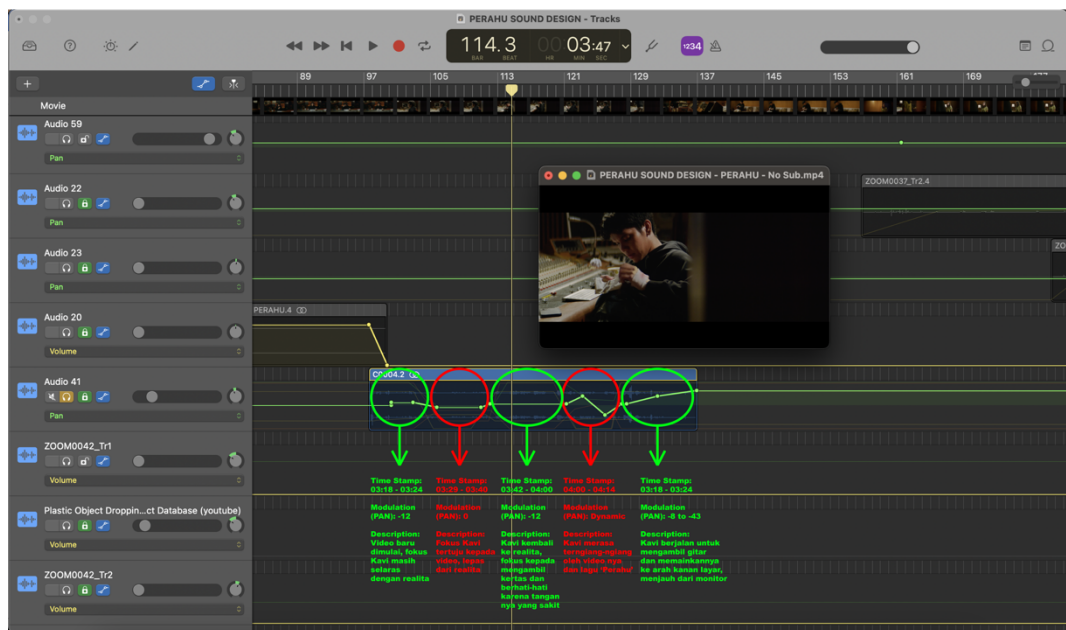 PERAHU SOUND DESIGN - Tracks
114.3
00 03:47
BAR BEAT HR MIN SEC
1234
89 97 105 113 121 129 137 145 153 161 169 177
Movie
Audio 59
Pan
Audio 22
Pan
Audio 23
Pan
Audio 20
Volume
Audio 41
Pan
ZOOM0042_Tr1
Volume
Plastic Object Droppin...ct Database (youtube)
Volume
ZOOM0042_Tr2
Volume
PERAHU SOUND DESIGN - PERAHU - No Sub.mp4
ZOOM0037_Tr2.4
ZO
PERAHU.4
C0004.2
Time Stamp:
03:18 - 03:24
Modulation
(PAN): -12
Description:
Video baru
dimulai, fokus
Kavi masih
selaras
dengan realita
Time Stamp:
03:29 - 03:40
Modulation
(PAN): 0
Description:
Fokus Kavi
tertuju kepada
video, lepas
dari realita
Time Stamp:
03:42 - 04:00
Modulation
(PAN): -12
Description:
Kavi kembali
ke realita,
fokus kepada
mengambil
kertas dan
berhati-hati
karena tangan
nya yang sakit
Time Stamp:
04:00 - 04:14
Modulation
(PAN): Dynamic
Description:
Kavi merasa
terngiang-ngiang
oleh video nya
dan lagu 'Perahu'
Time Stamp:
03:18 - 03:24
Modulation
(PAN): -8 to -43
Description:
Kavi berjalan untuk
mengambil gitar
dan memainkannya
ke arah kanan layar,
menjauh dari monitor